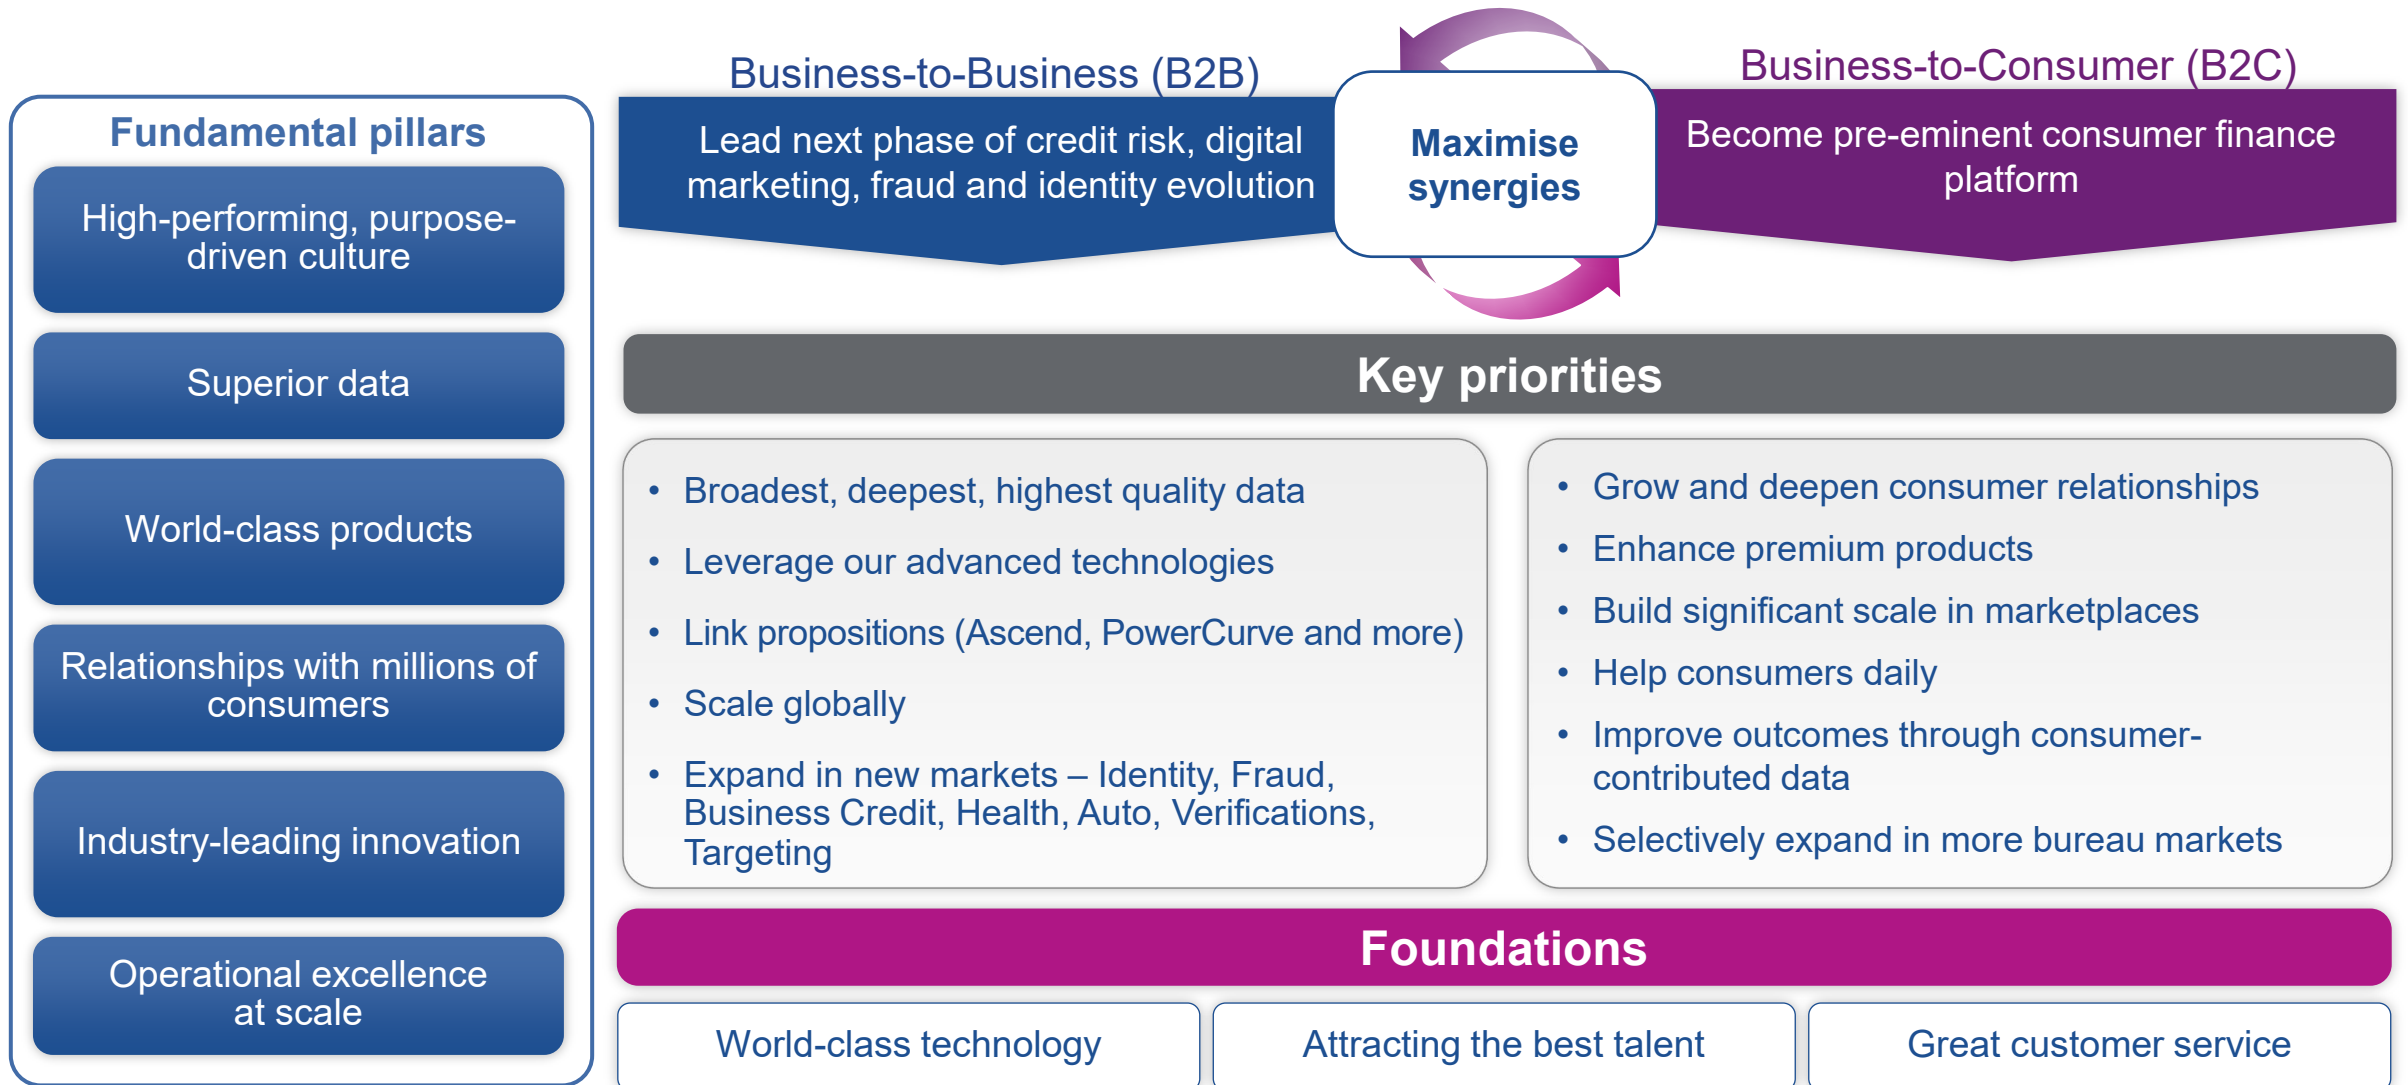 Fundamental pillars
High-performing, purpose-
driven culture
Superior data
World-class products
Relationships with millions of
consumers
Industry-leading innovation
Operational excellence
at scale
Business-to-Business (B2B)
Lead next phase of credit risk, digital
marketing, fraud and identity evolution
Maximise
synergies
Business-to-Consumer (B2C)
Become pre-eminent consumer finance
platform
Key priorities
• Broadest, deepest, highest quality data
• Leverage our advanced technologies
• Link propositions (Ascend, PowerCurve and more)
• Scale globally
• Expand in new markets – Identity, Fraud,
Business Credit, Health, Auto, Verifications,
Targeting
• Grow and deepen consumer relationships
• Enhance premium products
• Build significant scale in marketplaces
• Help consumers daily
• Improve outcomes through consumer-
contributed data
• Selectively expand in more bureau markets
Foundations
World-class technology
Attracting the best talent
Great customer service